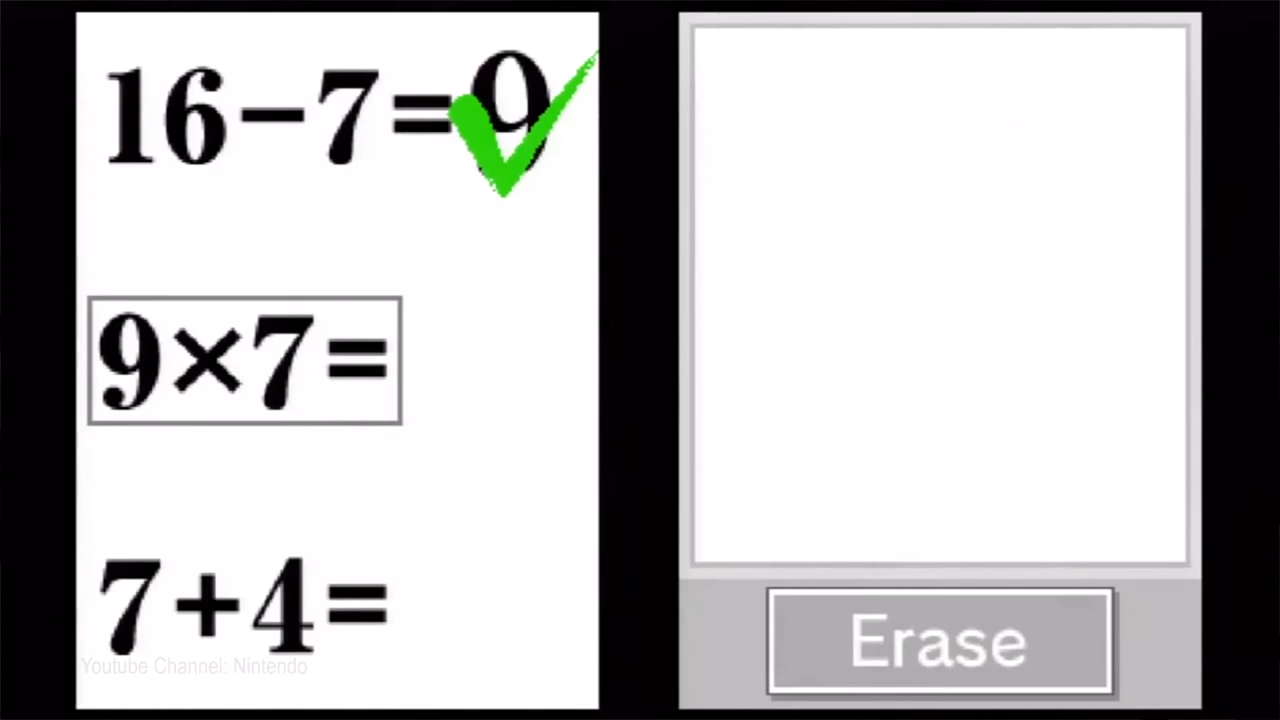 16−7=9
9×7=
7+4=
Youtube Channel: Nintendo
Erase